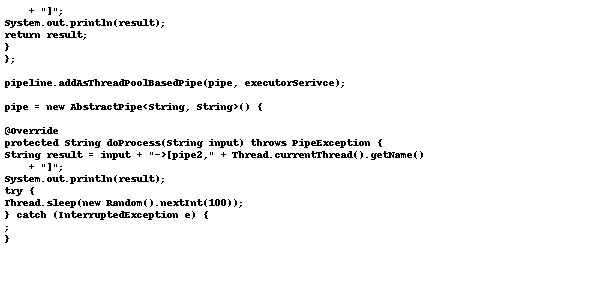 + "]";
System.out.println(result);
return result;
}
};

pipeline.addAsThreadPoolBasedPipe(pipe, executorSerivce);

pipe = new AbstractPipe<String, String>() {

@Override
protected String doProcess(String input) throws PipeException {
String result = input + "->[pipe2," + Thread.currentThread().getName()
+ "]";
System.out.println(result);
try {
Thread.sleep(new Random().nextInt(100));
} catch (InterruptedException e) {
;
}